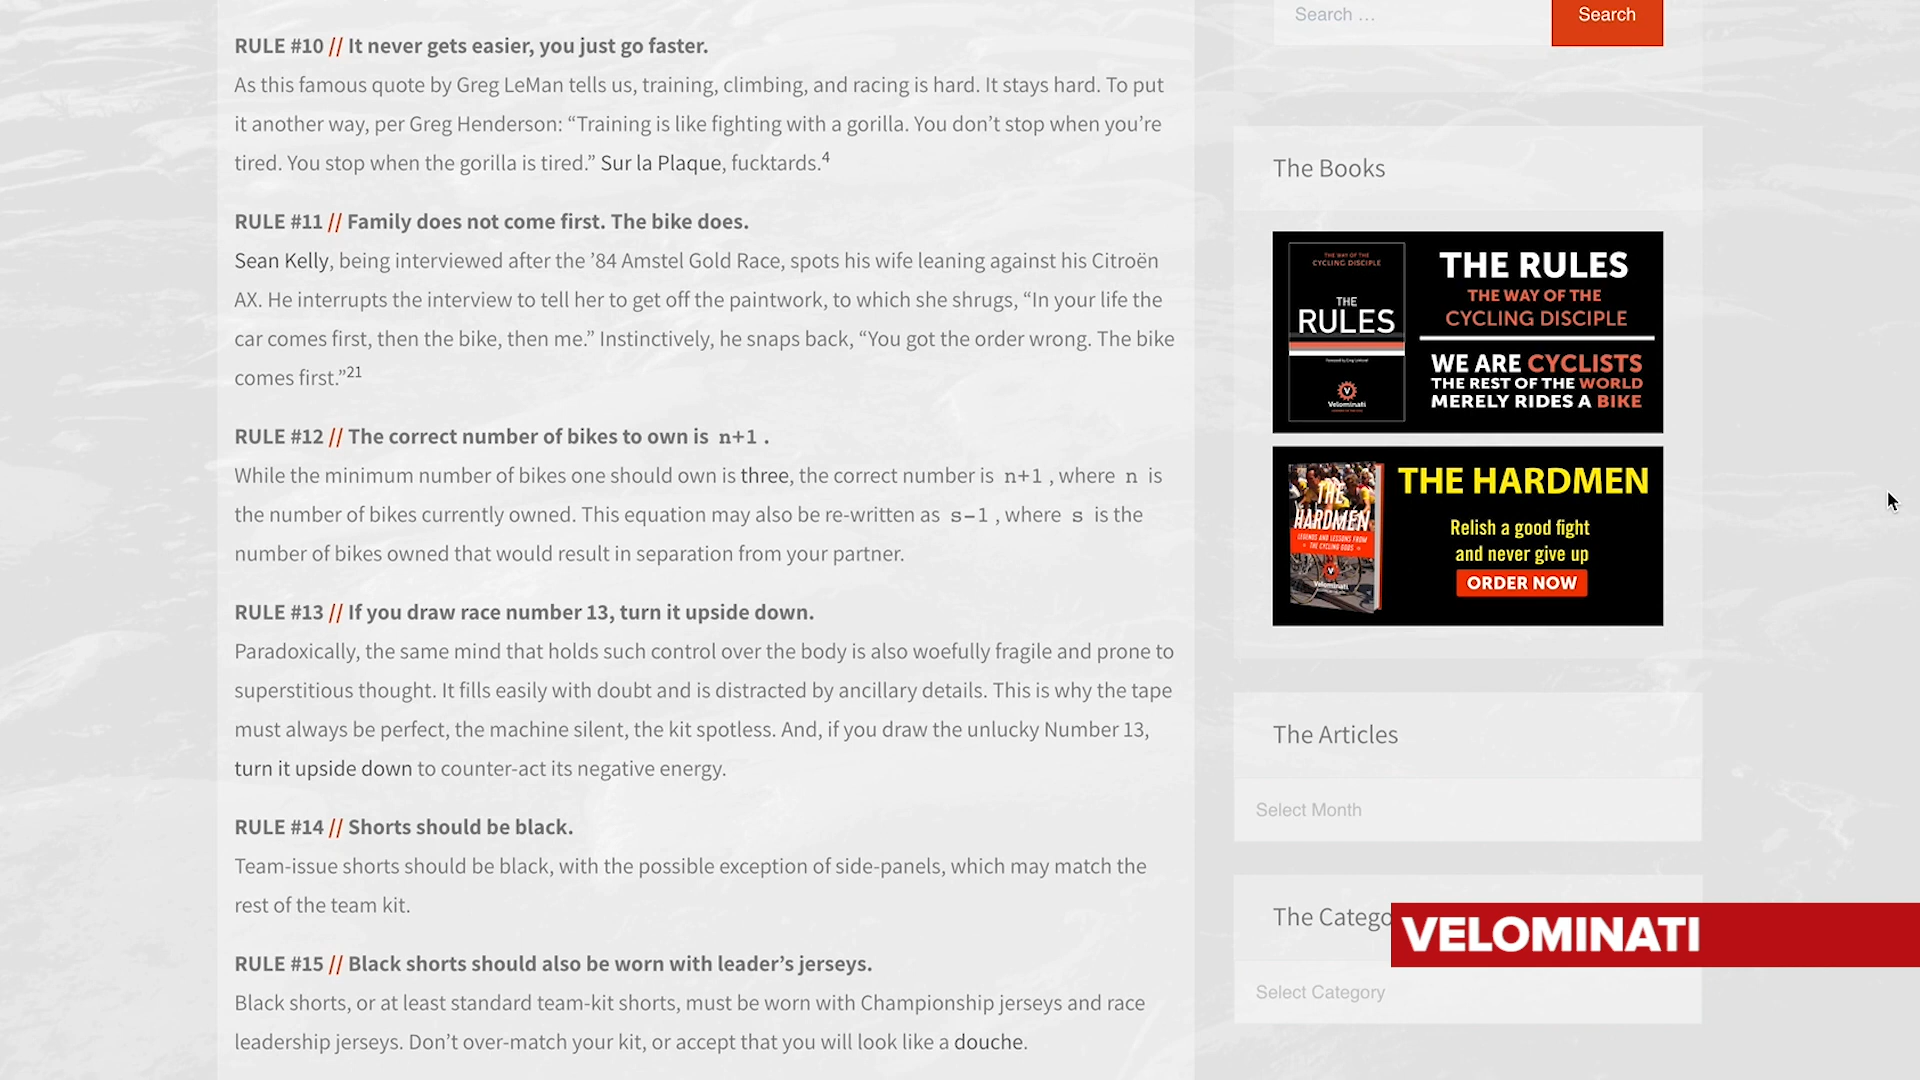 RULE #10 // It never gets easier, you just go faster.
As this famous quote by Greg LeMan tells us, training, climbing, and racing is hard. It stays hard. To put
it another way, per Greg Henderson: “Training is like fighting with a gorilla. You don’t stop when you’re
tired. You stop when the gorilla is tired.” Sur la Plaque, fucktards.4
RULE #11 // Family does not come first. The bike does.
Sean Kelly, being interviewed after the ’84 Amstel Gold Race, spots his wife leaning against his Citroën
AX. He interrupts the interview to tell her to get off the paintwork, to which she shrugs, “In your life the
car comes first, then the bike, then me.” Instinctively, he snaps back, “You got the order wrong. The bike
comes first.”21
RULE #12 // The correct number of bikes to own is n+1 .
While the minimum number of bikes one should own is three, the correct number is n+1 , where n is
the number of bikes currently owned. This equation may also be re-written as s-1 , where s is the
number of bikes owned that would result in separation from your partner.
RULE #13 // If you draw race number 13, turn it upside down.
Paradoxically, the same mind that holds such control over the body is also woefully fragile and prone to
superstitious thought. It fills easily with doubt and is distracted by ancillary details. This is why the tape
must always be perfect, the machine silent, the kit spotless. And, if you draw the unlucky Number 13,
turn it upside down to counter-act its negative energy.
RULE #14 // Shorts should be black.
Team-issue shorts should be black, with the possible exception of side-panels, which may match the
rest of the team kit.
RULE #15 // Black shorts should also be worn with leader’s jerseys.
Black shorts, or at least standard team-kit shorts, must be worn with Championship jerseys and race
leadership jerseys. Don’t over-match your kit, or accept that you will look like a douche.
Search …
Search
The Books
THE WAY OF THE
CYCLING DISCIPLE
THE
RULES
V
Velominati
THE RULES
THE WAY OF THE
CYCLING DISCIPLE
WE ARE CYCLISTS
THE REST OF THE WORLD
MERELY RIDES A BIKE
THE
HARDMEN
LEGENDS AND LESSONS FROM
THE CYCLING GODS
V
Velominati
THE HARDMEN
Relish a good fight
and never give up
ORDER NOW
The Articles
Select Month
The Catego
VELOMINATI
Select Category